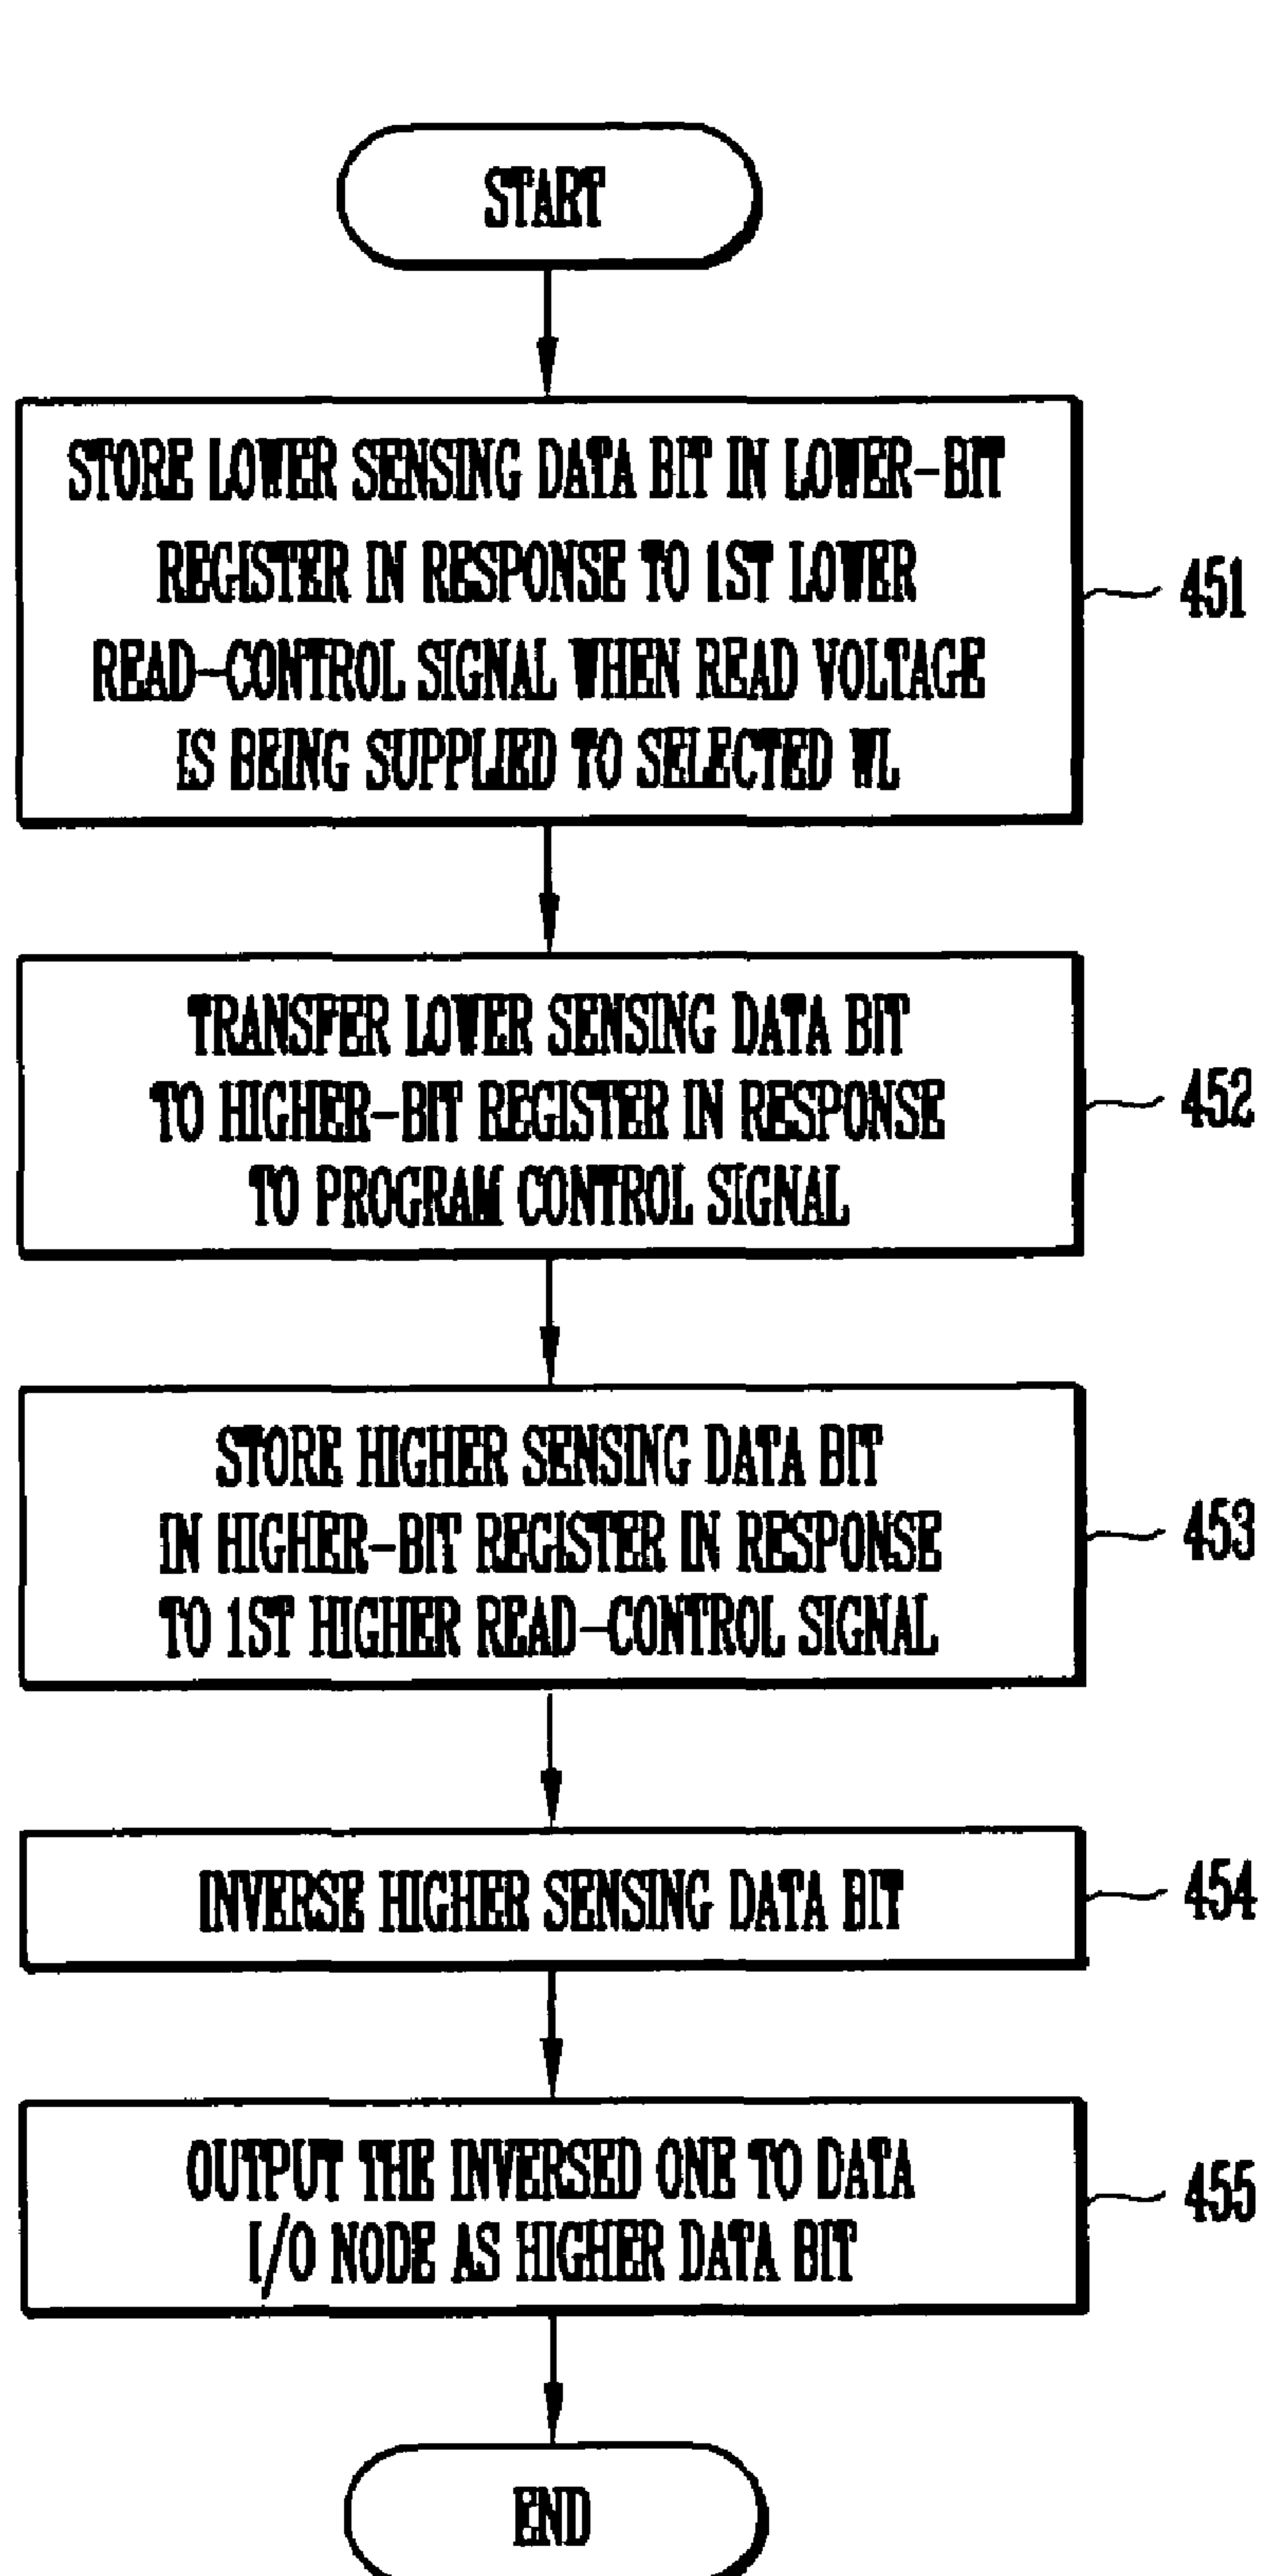 START
STORE LOWER SENSING DATA BIT IN LOWER-BIT
REGISTER IN RESPONSE TO 1ST LOWER
READ-CONTROL SIGNAL WHEN READ VOLTAGE
IS BEING SUPPLIED TO SELECTED WL
451
TRANSFER LOWER SENSING DATA BIT
TO HIGHER-BIT REGISTER IN RESPONSE
TO PROGRAM CONTROL SIGNAL
452
STORE HIGHER SENSING DATA BIT
IN HIGHER-BIT REGISTER IN RESPONSE
TO 1ST HIGHER READ-CONTROL SIGNAL
453
INVERSE HIGHER SENSING DATA BIT
454
OUTPUT THE INVERSED ONE TO DATA
I/O NODE AS HIGHER DATA BIT
455
END